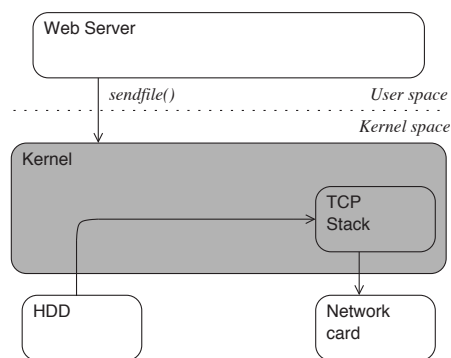 Web Server
sendfile()
User space
Kernel space
Kernel
TCP
Stack
HDD
Network
card